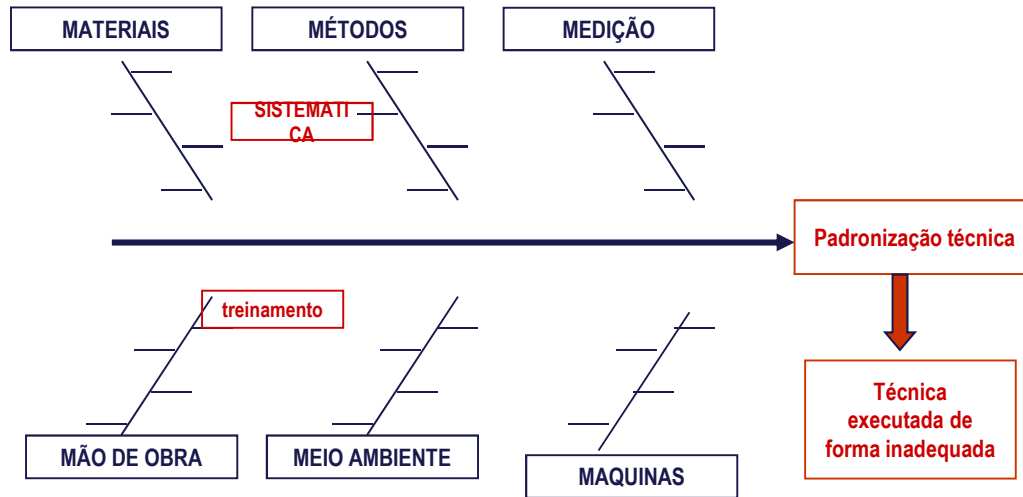 MATERIAIS
MÉTODOS
MEDIÇÃO
SISTEMATI
CA
Padronização técnica
treinamento
Técnica
executada de
forma inadequada
MÃO DE OBRA
MEIO AMBIENTE
MAQUINAS